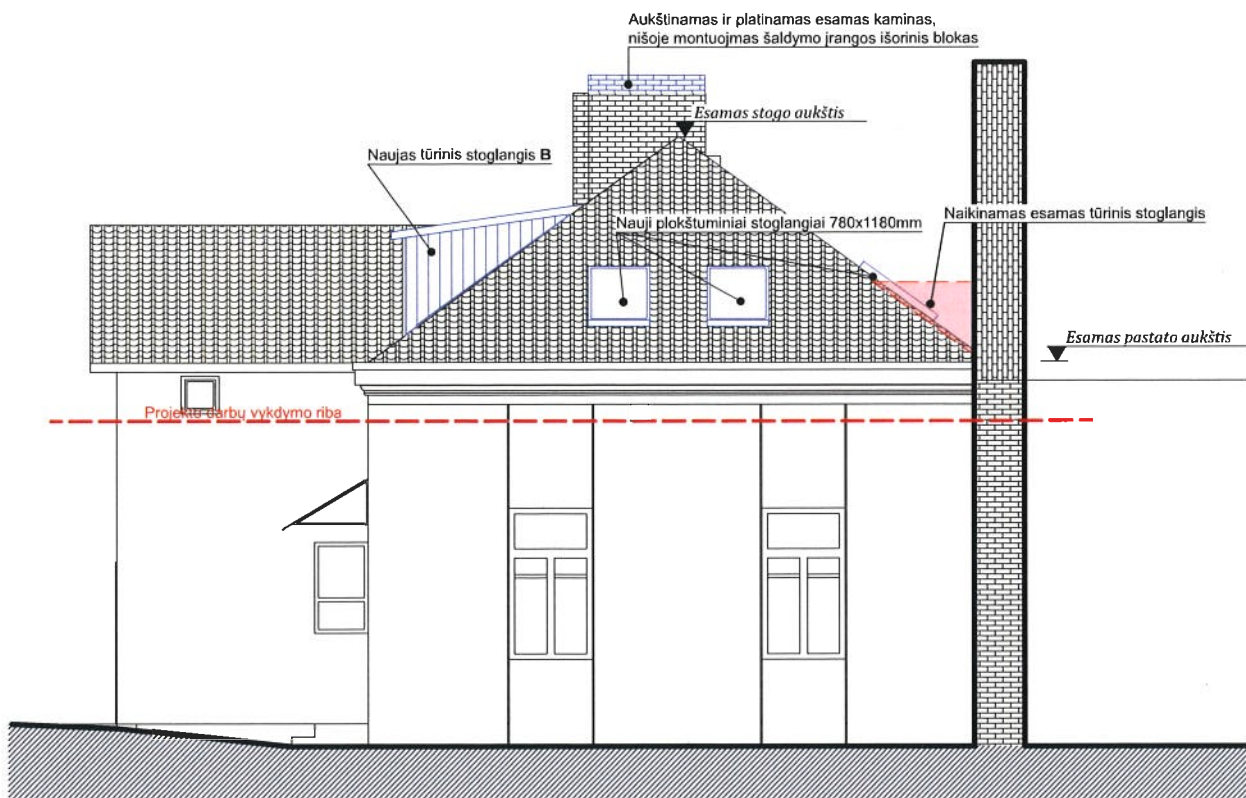 Aukštinamas ir platinamas esamas kaminas,
nišoje montuojmas šaldymo įrangos išorinis blokas
Esamas stogo aukštis
Naujas tūrinis stoglangis B
Nauji plokštuminiai stoglangiai 780x1180mm
Naikinamas esamas tūrinis stoglangis
Esamas pastato aukštis
Projekto darbų vykdymo riba